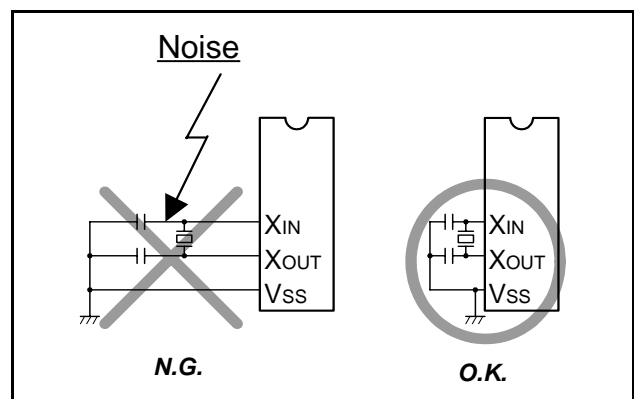 Noise
XIN
XOUT
VSS
N.G.
XIN
XOUT
VSS
O.K.